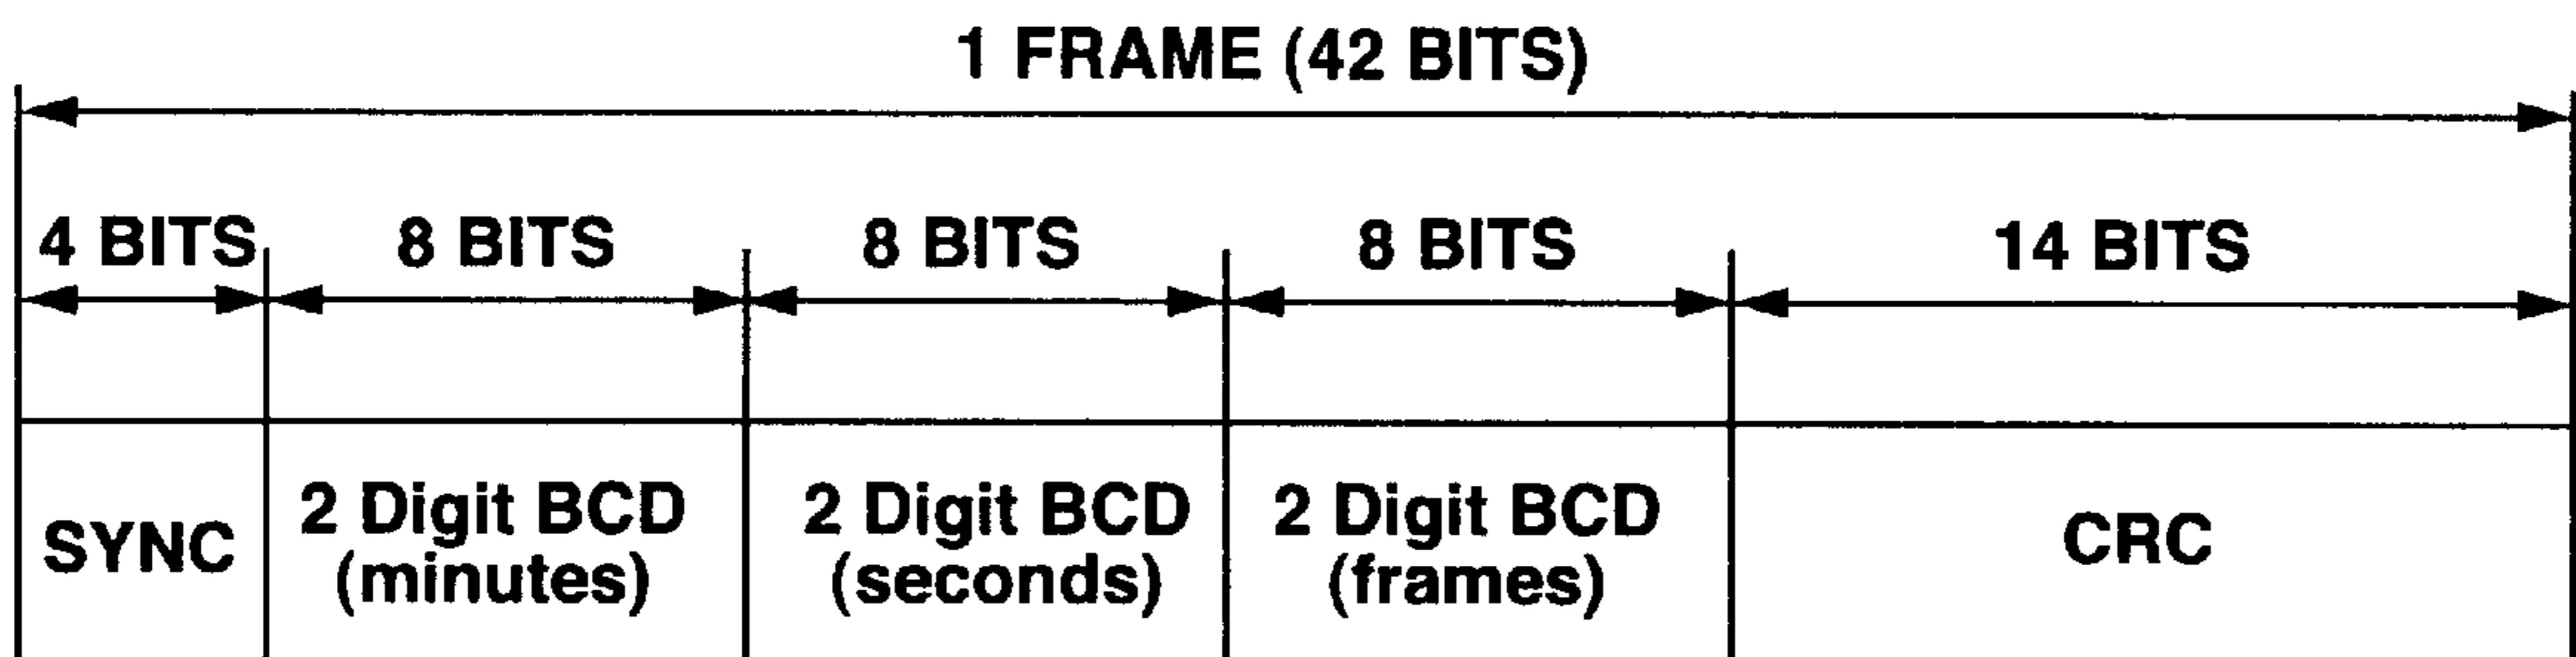 1 FRAME (42 BITS)
4 BITS 8 BITS 8 BITS 8 BITS 14 BITS
SYNC 2 Digit BCD 2 Digit BCD 2 Digit BCD CRC
(minutes) (seconds) (frames)